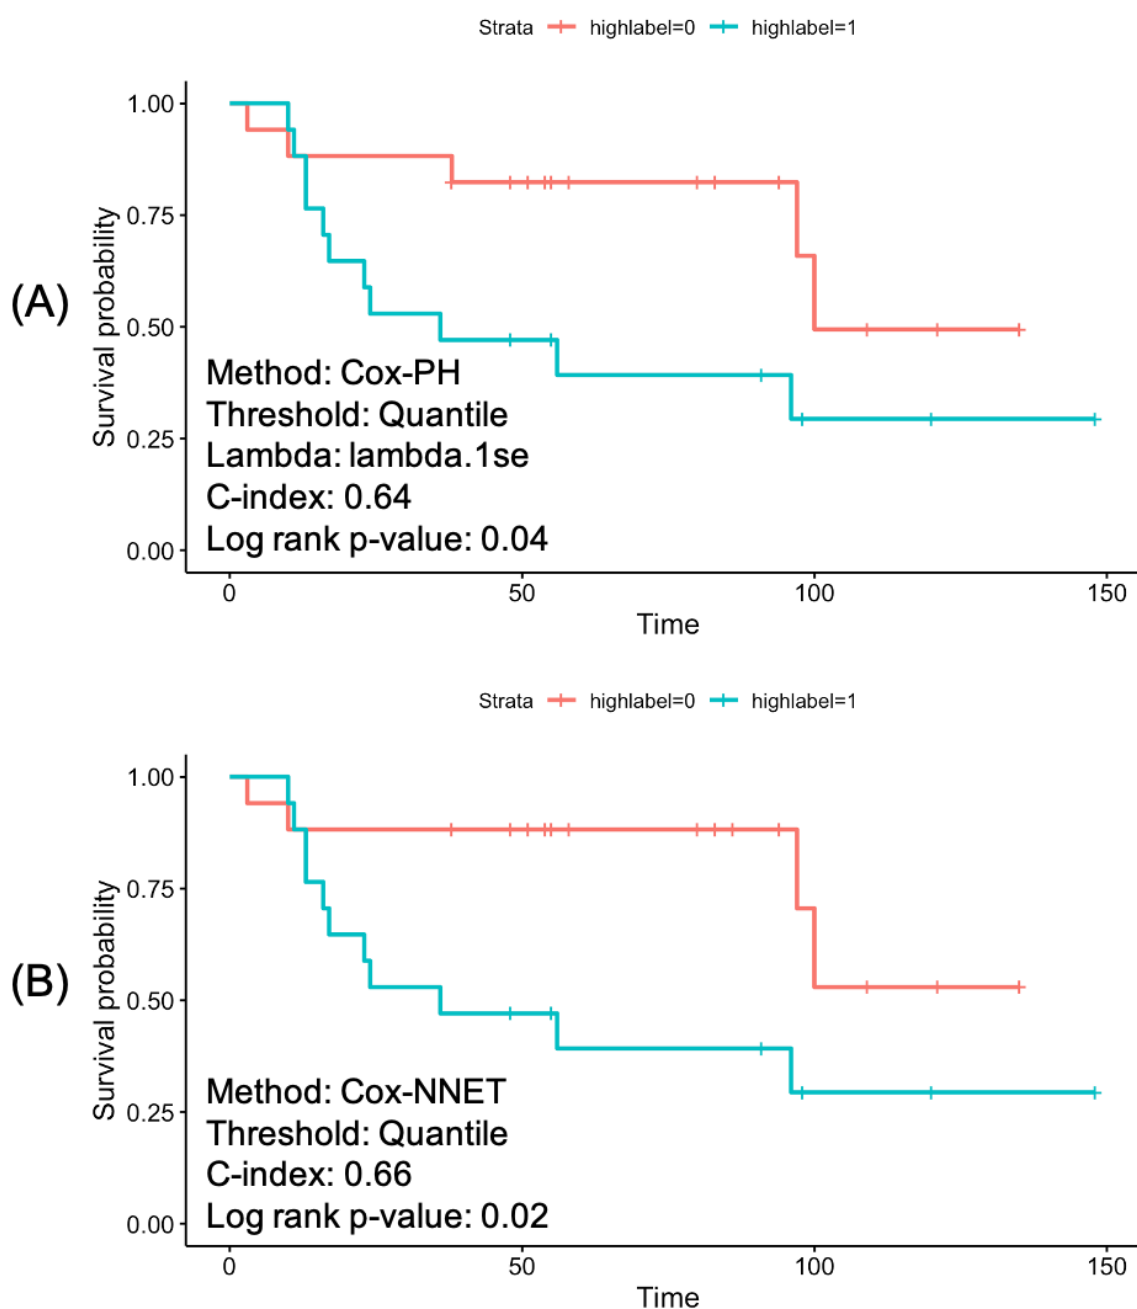 Strata highlabel=0 highlabel=1
(A)
Survival probability
1.00
0.75
0.50
0.25
0.00
Method: Cox-PH
Threshold: Quantile
Lambda: lambda.1se
C-index: 0.64
Log rank p-value: 0.04
0 50 100 150
Time
Strata highlabel=0 highlabel=1
(B)
Survival probability
1.00
0.75
0.50
0.25
0.00
Method: Cox-NNET
Threshold: Quantile
C-index: 0.66
Log rank p-value: 0.02
0 50 100 150
Time